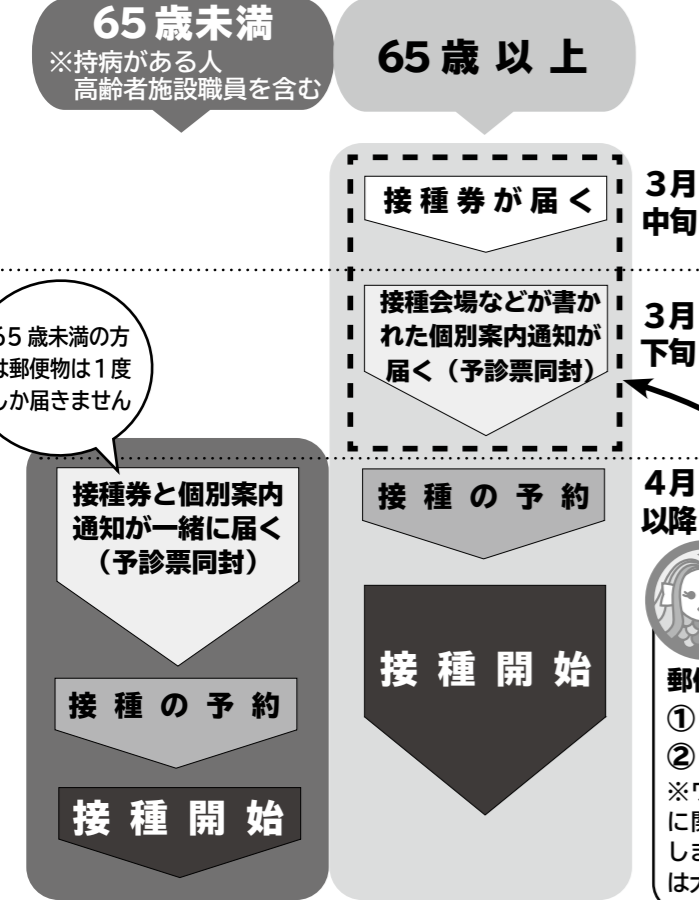 65歳未満
※持病がある人
高齢者施設職員を含む
65歳以上
接種券が届く
3月
中旬
接種会場などが書か
れた個別案内通知が
届く（予診票同封）
3月
下旬
65歳未満の方
は郵便物は1度
しか届きません
接種券と個別案内
通知が一緒に届く
（予診票同封）
接種の予約
接種開始
接種の予約
接種開始
4月
以降
郵
①
②
※
に
しま
は